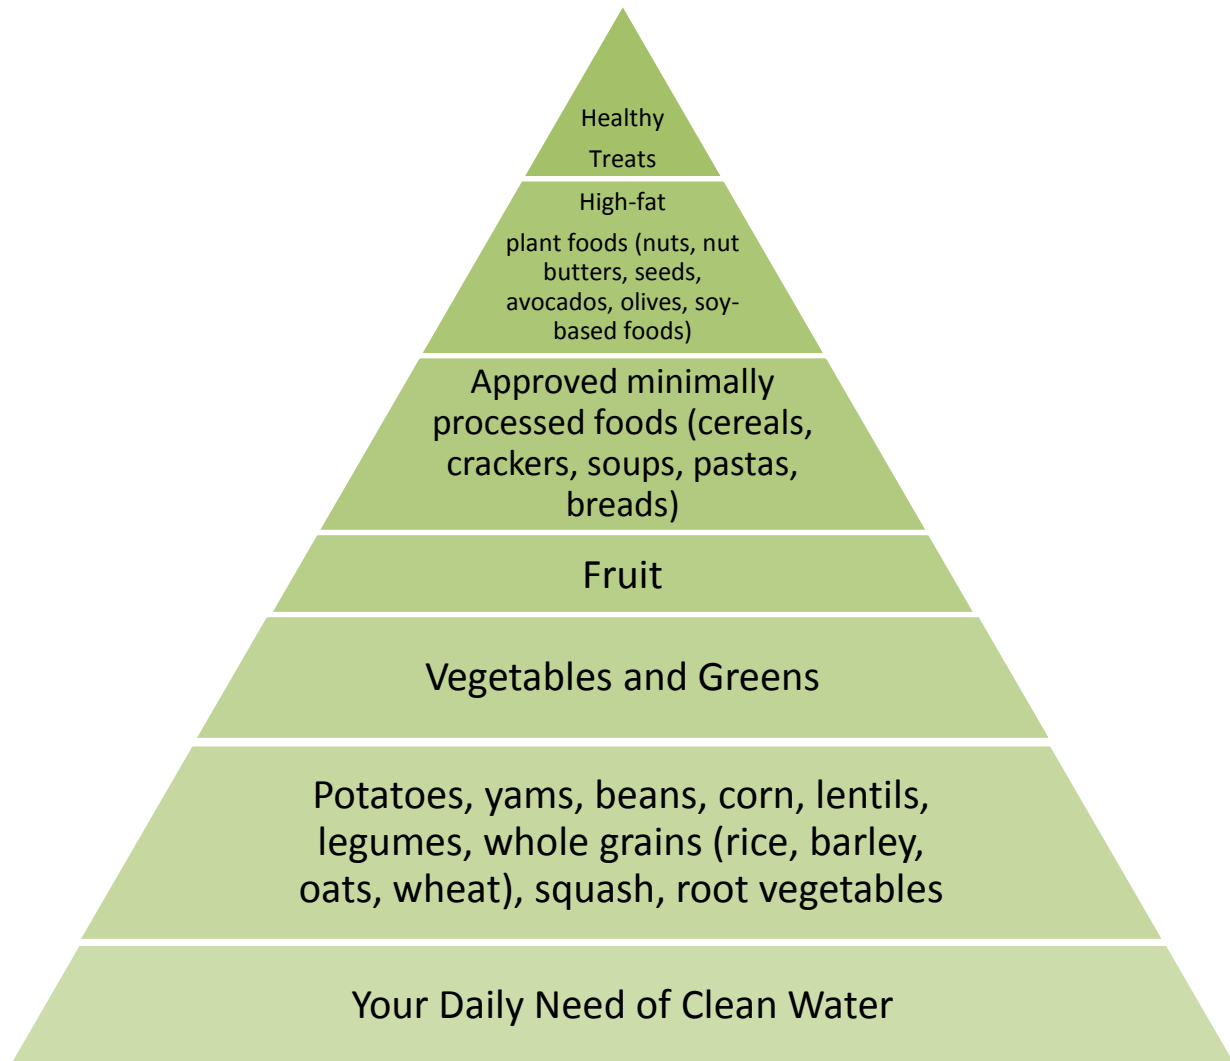 Healthy
Treats
High-fat
plant foods (nuts, nut
butters, seeds,
avocados, olives, soy-
based foods)
Approved minimally
processed foods (cereals,
crackers, soups, pastas,
breads)
Fruit
Vegetables and Greens
Potatoes, yams, beans, corn, lentils,
legumes, whole grains (rice, barley,
oats, wheat), squash, root vegetables
Your Daily Need of Clean Water